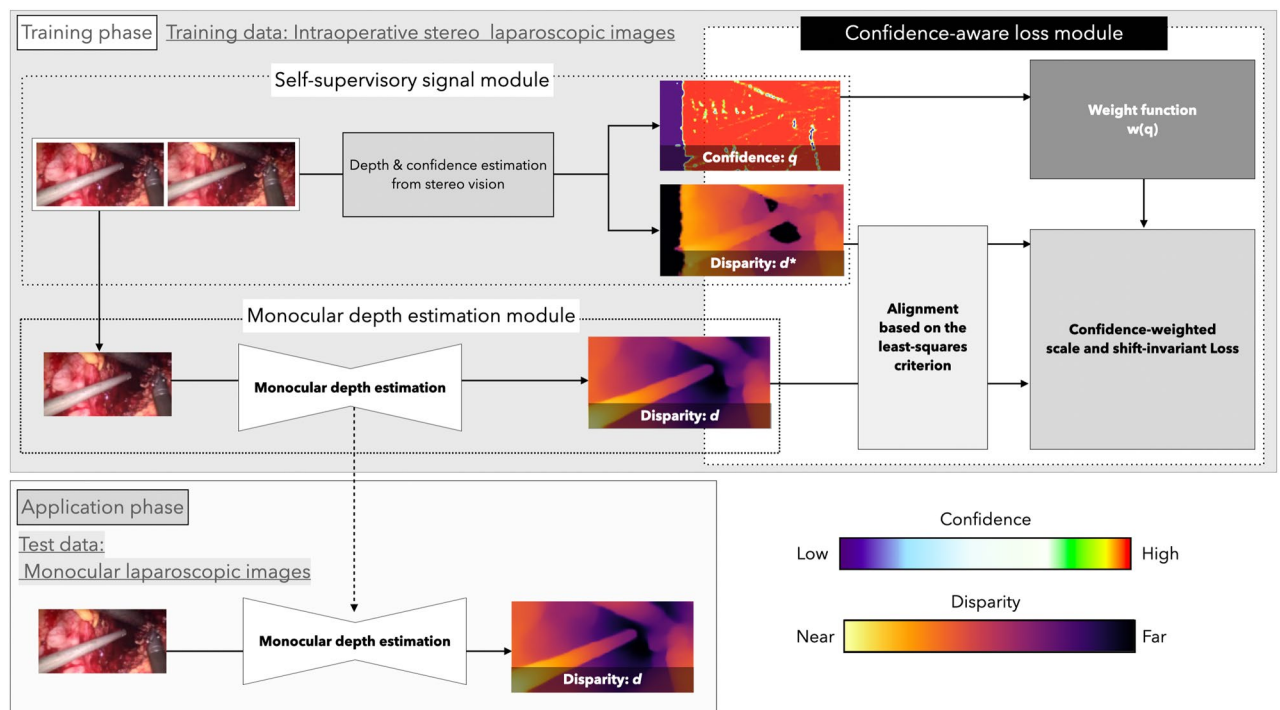 Training phase
Training data: Intraoperative stereo laparoscopic images
Confidence-aware loss module
Self-supervisory signal module
Depth & confidence estimation
from stereo vision
Confidence: q
Disparity: d*
Weight function
w(q)
Monocular depth estimation module
Monocular depth estimation
Disparity: d
Alignment
based on the
least-squares
criterion
Confidence-weighted
scale and shift-invariant Loss
Application phase
Test data:
Monocular laparoscopic images
Monocular depth estimation
Disparity: d
Confidence
Low
High
Disparity
Near
Far